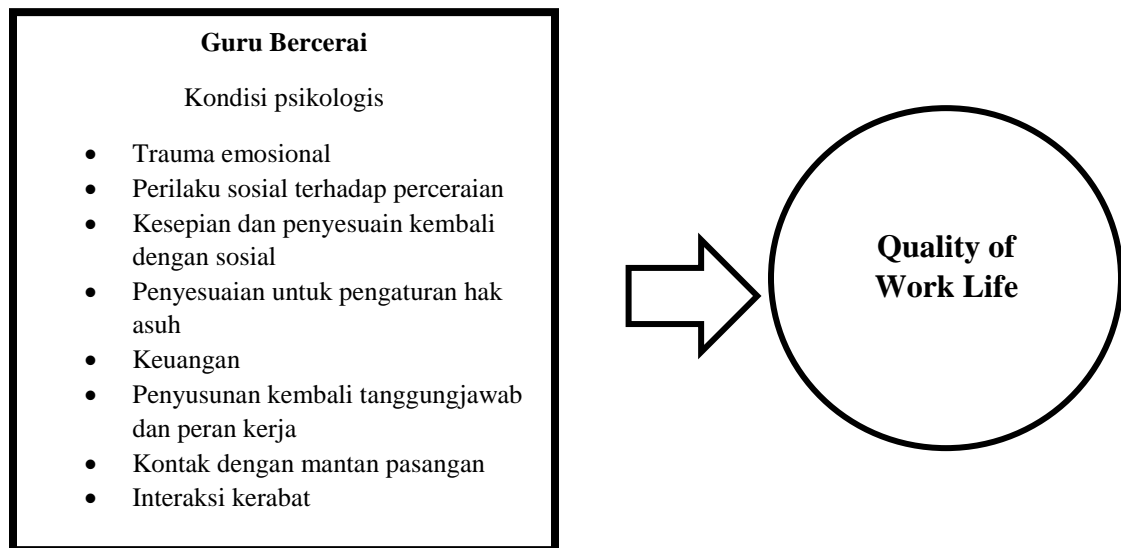 Guru Bercerai
Kondisi psikologis
• Trauma emosional
• Perilaku sosial terhadap perceraian
• Kesepian dan penyesuain kembali
dengan sosial
• Penyesuaian untuk pengaturan hak
asuh
• Keuangan
• Penyusunan kembali tanggungjawab
dan peran kerja
• Kontak dengan mantan pasangan
• Interaksi kerabat
Quality of
Work Life